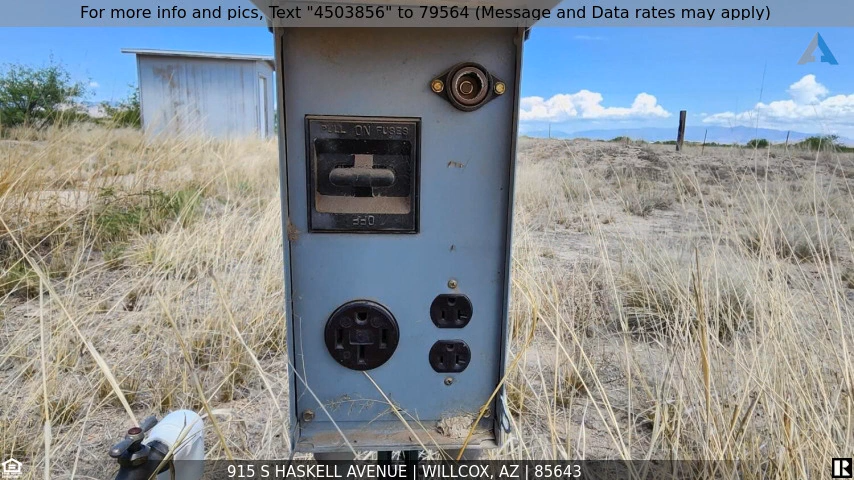 For more info and pics, Text "4503856" to 79564 (Message and Data rates may apply)
PULL ON FUSES
OFF
915 S HASKELL AVENUE | WILLCOX, AZ | 85643
R